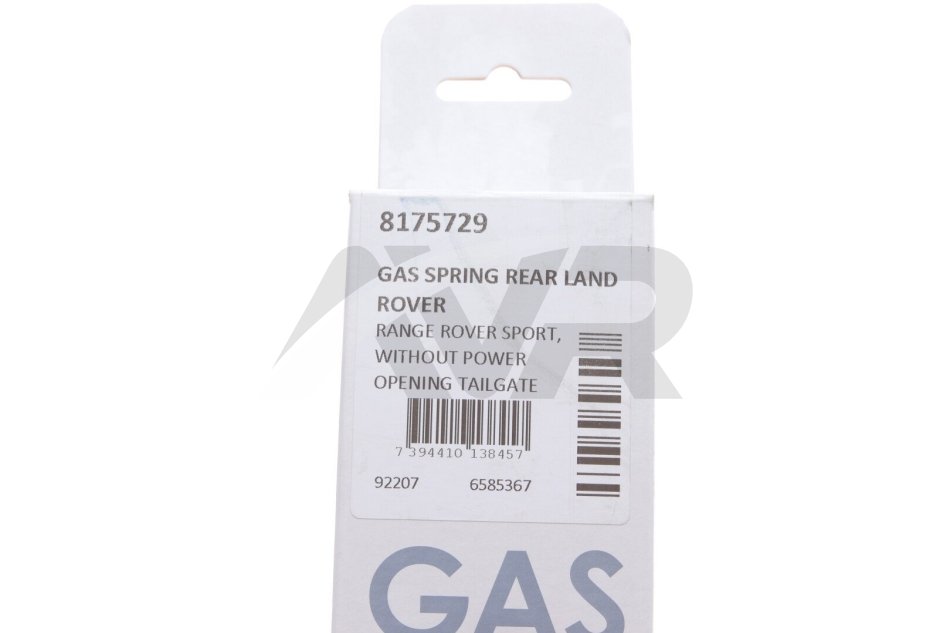 8175729
GAS SPRING REAR LAND
ROVER
RANGE ROVER SPORT,
WITHOUT POWER
OPENING TAILGATE
7 394410 138457
92207 6585367
GAS
AVR